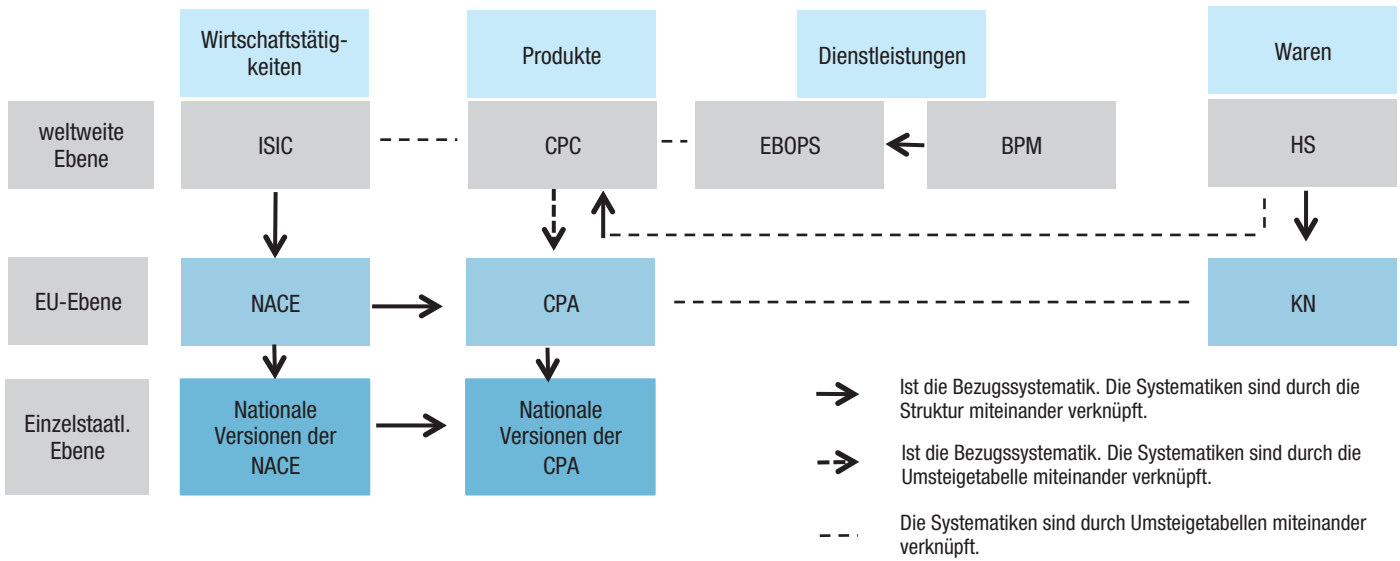 Wirtschaftstätig-
keiten
Produkte
Dienstleistungen
Waren
weltweite
Ebene
ISIC
CPC
EBOPS
BPM
HS
EU-Ebene
NACE
CPA
KN
Einzelstaatl.
Ebene
Nationale
Versionen der
NACE
Nationale
Versionen der
CPA
Ist die Bezugssystematik. Die Systematiken sind durch die
Struktur miteinander verknüpft.
Ist die Bezugssystematik. Die Systematiken sind durch die
Umsteigetabelle miteinander verknüpft.
Die Systematiken sind durch Umsteigetabellen miteinander
verknüpft.